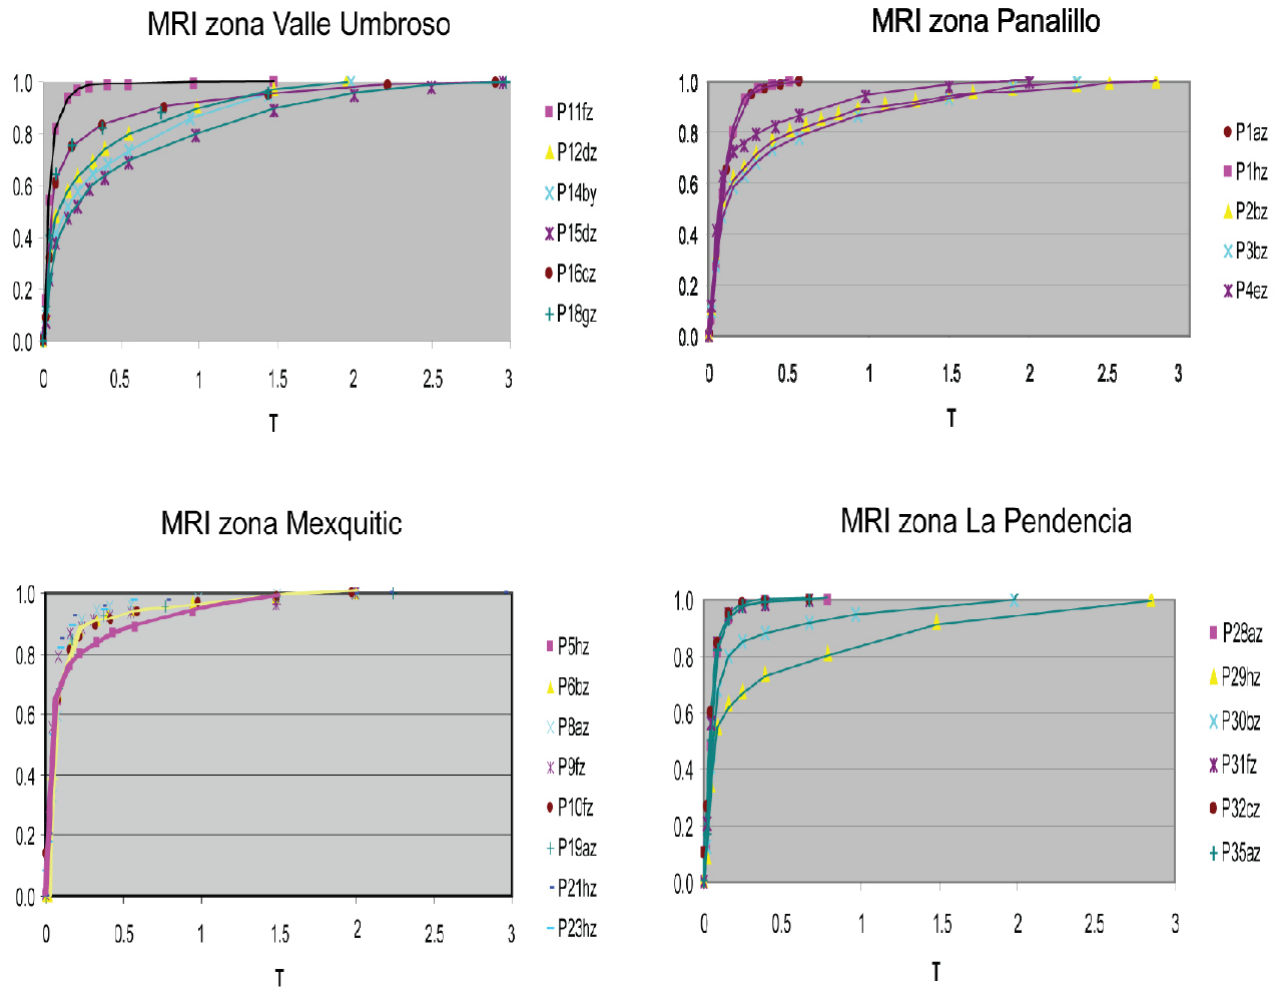 MRI zona Valle Umbroso
1.0
0.8
0.6
0.4
0.2
0.0
0 0.5 1 1.5 2 2.5 3
T
P11fz
P12dz
P14by
P15dz
P16cz
P18gz
MRI zona Panalillo
1.0
0.8
0.6
0.4
0.2
0.0
0 0.5 1 1.5 2 2.5 3
T
P1az
P1hz
P2bz
P3bz
P4ez
MRI zona Mexquitic
1.0
0.8
0.6
0.4
0.2
0.0
0 0.5 1 1.5 2 2.5 3
T
P5hz
P6bz
P8az
P9fz
P10fz
P19az
P21hz
P23hz
MRI zona La Pendencia
1.0
0.8
0.6
0.4
0.2
0.0
0 0.5 1 1.5 2 2.5 3
T
P28az
P29hz
P30bz
P31fz
P32cz
P35az